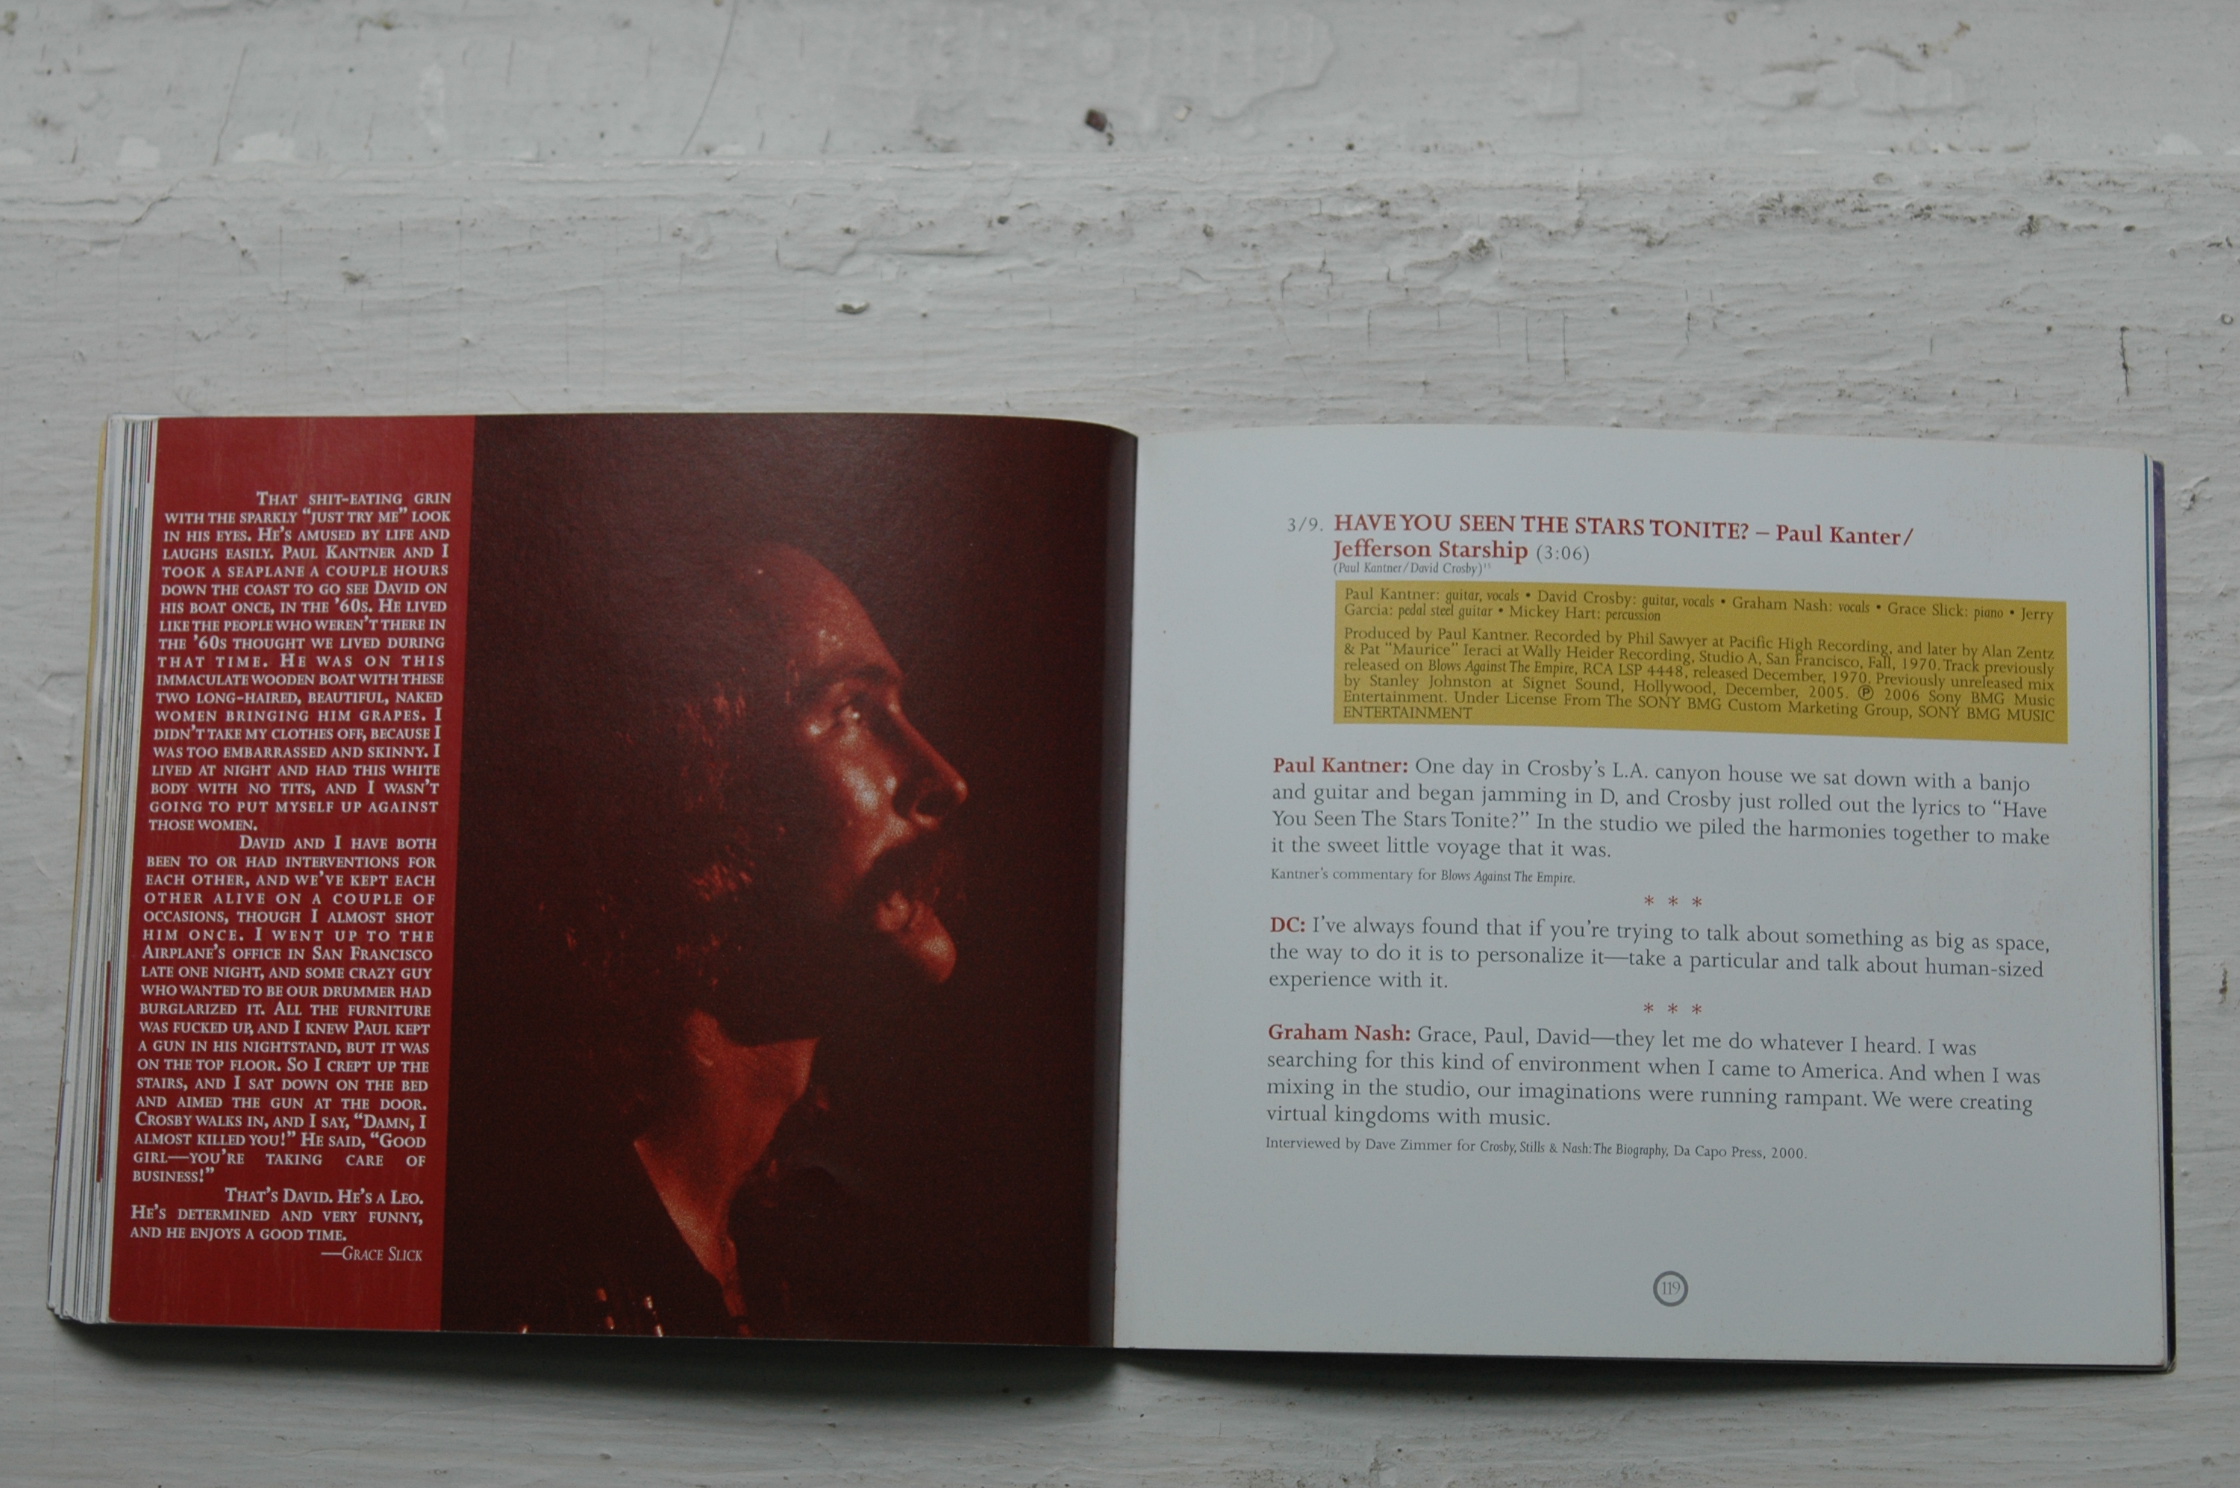 THAT SHIT-EATING GRIN
WITH THE SPARKLY "JUST TRY ME" LOOK
IN HIS EYES. HE'S AMUSED BY LIFE AND
LAUGHS EASILY. PAUL KANTNER AND I
TOOK A SEAPLANE A COUPLE HOURS
DOWN THE COAST TO GO SEE DAVID ON
HIS BOAT ONCE, IN THE '60S. HE LIVED
LIKE THE PEOPLE WHO WEREN'T THERE IN
THE '60S THOUGHT WE LIVED DURING
THAT TIME. HE WAS ON THIS
IMMACULATE WOODEN BOAT WITH THESE
TWO LONG-HAIRED, BEAUTIFUL, NAKED
WOMEN BRINGING HIM GRAPES. I
DIDN'T TAKE MY CLOTHES OFF, BECAUSE I
WAS TOO EMBARRASSED AND SKINNY. I
LIVED AT NIGHT AND HAD THIS WHITE
BODY WITH NO TITS, AND I WASN'T
GOING TO PUT MYSELF UP AGAINST
THOSE WOMEN.
DAVID AND I HAVE BOTH
BEEN TO OR HAD INTERVENTIONS FOR
EACH OTHER, AND WE'VE KEPT EACH
OTHER ALIVE ON A COUPLE OF
OCCASIONS, THOUGH I ALMOST SHOT
HIM ONCE. I WENT UP TO THE
AIRPLANE'S OFFICE IN SAN FRANCISCO
LATE ONE NIGHT, AND SOME CRAZY GUY
WHO WANTED TO BE OUR DRUMMER HAD
BURGLARIZED IT. ALL THE FURNITURE
WAS FUCKED UP, AND I KNEW PAUL KEPT
A GUN IN HIS NIGHTSTAND, BUT IT WAS
ON THE TOP FLOOR. SO I CREPT UP THE
STAIRS, AND I SAT DOWN ON THE BED
AND AIMED THE GUN AT THE DOOR.
CROSBY WALKS IN, AND I SAY, "DAMN, I
ALMOST KILLED YOU!" HE SAID, "GOOD
GIRL—YOU'RE TAKING CARE OF
BUSINESS!"
THAT'S DAVID. HE'S A LEO.
HE'S DETERMINED AND VERY FUNNY,
AND HE ENJOYS A GOOD TIME.
—GRACE SLICK
3/9. HAVE YOU SEEN THE STARS TONITE? – Paul Kanter/
Jefferson Starship (3:06)
(Paul Kantner/David Crosby)¹⁵
Paul Kantner: guitar, vocals • David Crosby: guitar, vocals • Graham Nash: vocals • Grace Slick: piano • Jerry
Garcia: pedal steel guitar • Mickey Hart: percussion
Produced by Paul Kantner. Recorded by Phil Sawyer at Pacific High Recording, and later by Alan Zentz
& Pat "Maurice" Ieraci at Wally Heider Recording, Studio A, San Francisco, Fall, 1970. Track previously
released on Blows Against The Empire, RCA LSP 4448, released December, 1970. Previously unreleased mix
by Stanley Johnston at Signet Sound, Hollywood, December, 2005. ℗ 2006 Sony BMG Music
Entertainment. Under License From The SONY BMG Custom Marketing Group, SONY BMG MUSIC
ENTERTAINMENT
Paul Kantner: One day in Crosby's L.A. canyon house we sat down with a banjo
and guitar and began jamming in D, and Crosby just rolled out the lyrics to "Have
You Seen The Stars Tonite?" In the studio we piled the harmonies together to make
it the sweet little voyage that it was.
Kantner's commentary for Blows Against The Empire.
* * *
DC: I've always found that if you're trying to talk about something as big as space,
the way to do it is to personalize it—take a particular and talk about human-sized
experience with it.
* * *
Graham Nash: Grace, Paul, David—they let me do whatever I heard. I was
searching for this kind of environment when I came to America. And when I was
mixing in the studio, our imaginations were running rampant. We were creating
virtual kingdoms with music.
Interviewed by Dave Zimmer for Crosby, Stills & Nash: The Biography, Da Capo Press, 2000.
119